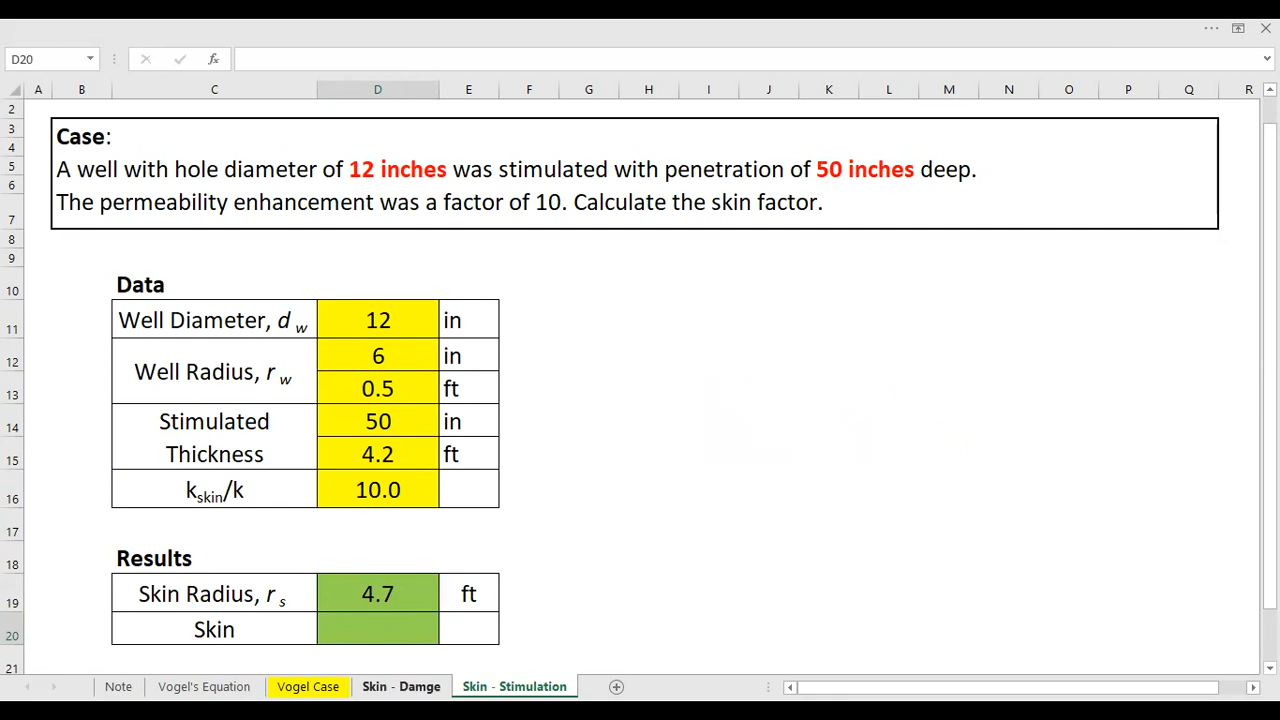 D20
A B C D E F G H I J K L M N O P Q R
2
3
4
5
6
7
8
9
10
11
12
13
14
15
16
17
18
19
20
21
Case:
A well with hole diameter of 12 inches was stimulated with penetration of 50 inches deep.
The permeability enhancement was a factor of 10. Calculate the skin factor.
Data
Well Diameter, d w 12 in
Well Radius, r w 6 in
0.5 ft
Stimulated 50 in
Thickness 4.2 ft
kskin/k 10.0
Results
Skin Radius, r s 4.7 ft
Skin
Note Vogel's Equation Vogel Case Skin - Damge Skin - Stimulation